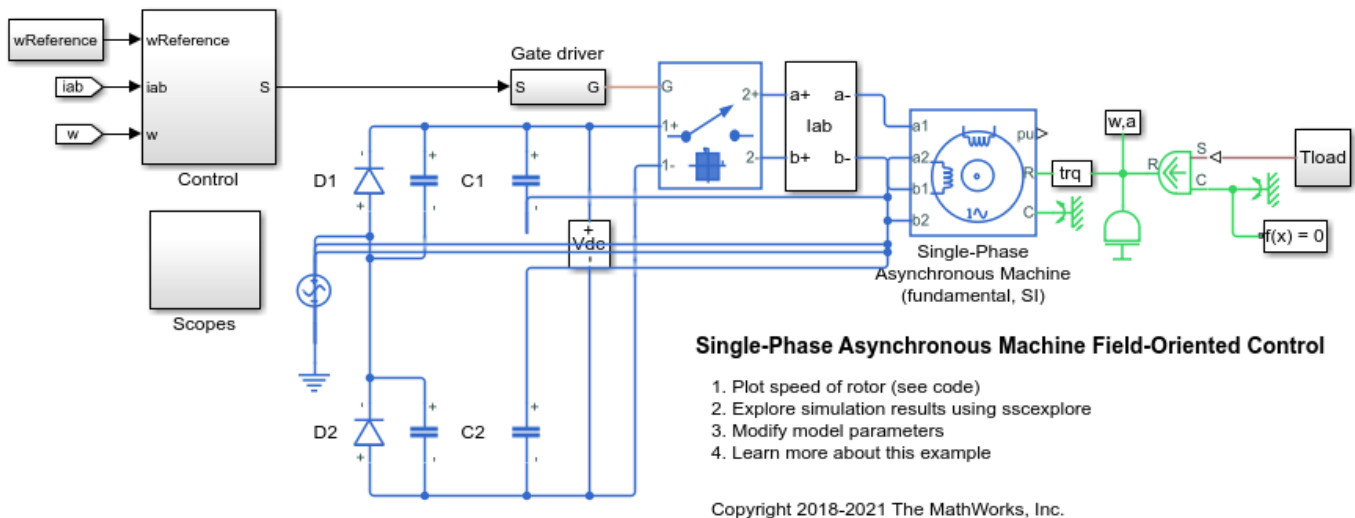 wReference
iab
w
wReference
iab
w
S
Control
Scopes
Gate driver
S
G
G
1+
1-
2+
2-
a+
b+
Iab
a-
b-
a1
a2
b1
b2
pu
R
C
Single-Phase
Asynchronous Machine
(fundamental, SI)
trq
w,a
R
S
C
Tload
f(x) = 0
D1
-
+
+
-
C1
+
-
+
Vdc
-
D2
-
+
+
-
C2
+
-
Single-Phase Asynchronous Machine Field-Oriented Control
1. Plot speed of rotor (see code)
2. Explore simulation results using sscexplore
3. Modify model parameters
4. Learn more about this example
Copyright 2018-2021 The MathWorks, Inc.